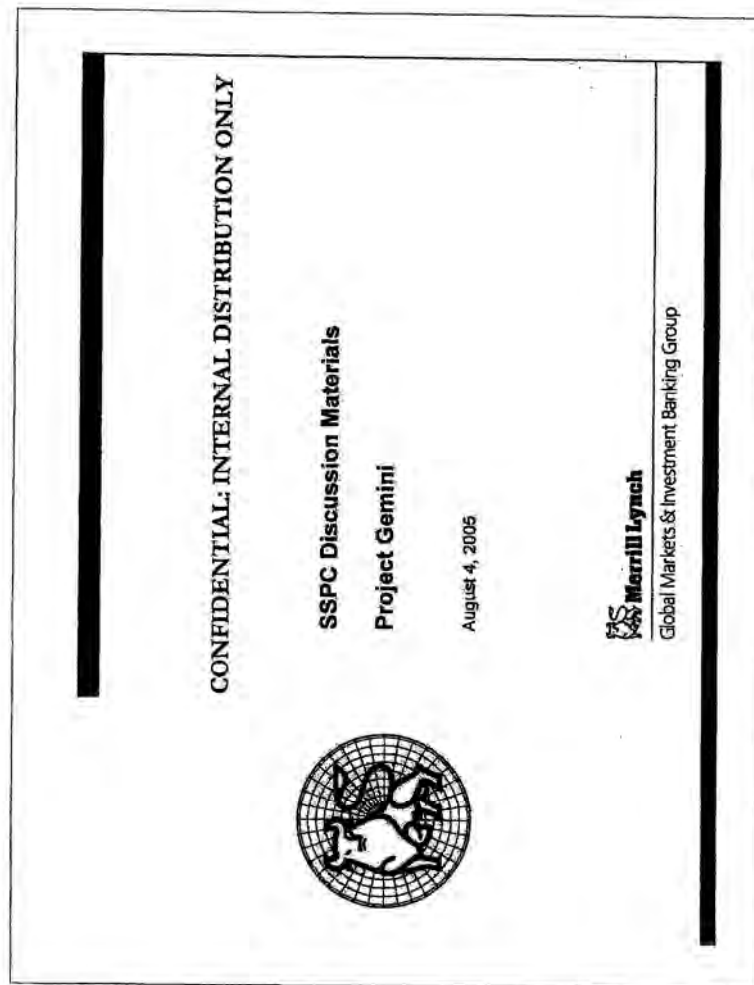 CONFIDENTIAL: INTERNAL DISTRIBUTION ONLY
SSPC Discussion Materials
Project Gemini
August 4, 2005
Merrill Lynch
Global Markets & Investment Banking Group